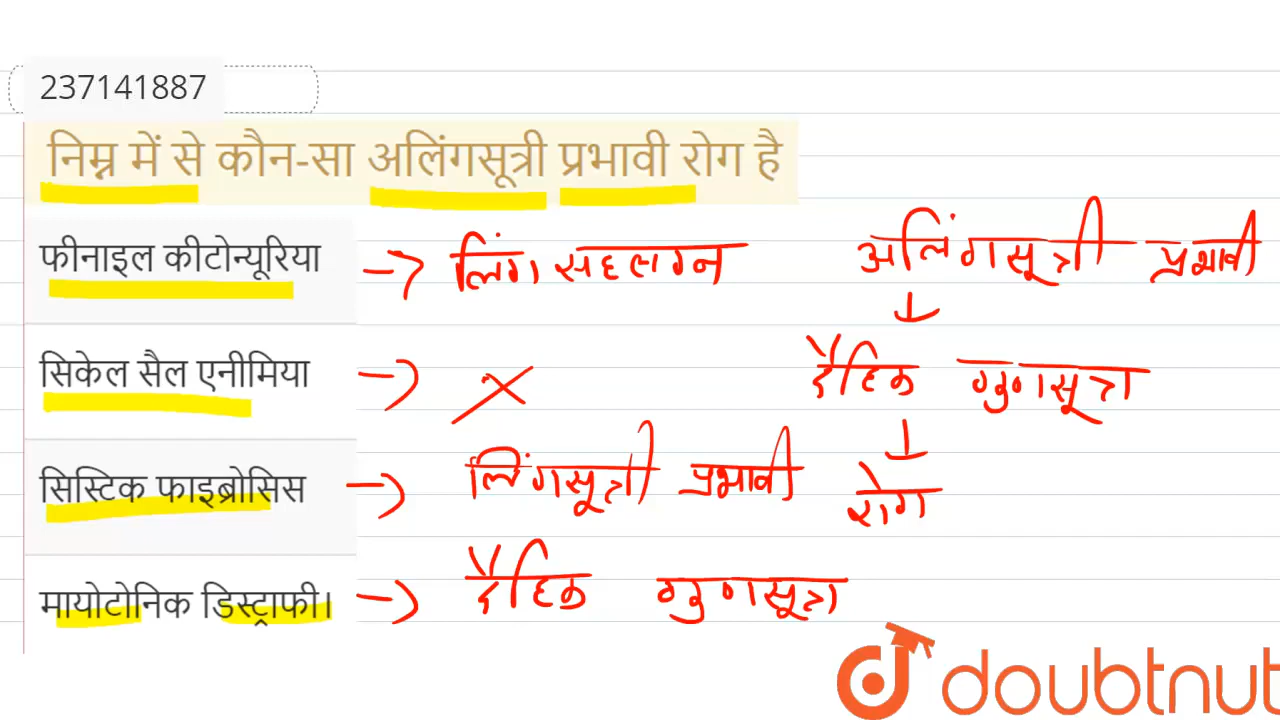 237141887
निम्न में से कौन-सा अलिंगसूत्री प्रभावी रोग है
फीनाइल कीटोन्यूरिया → लिंग सहलग्न
अलिंगसूत्री प्रभावी
↓
सिकेल सैल एनीमिया → X
दैहिक गुणसूत्र
↓
सिस्टिक फाइब्रोसिस → लिंगसूत्री प्रभावी
रोग
मायोटोनिक डिस्ट्राफी। → दैहिक गुणसूत्र
doubtnut